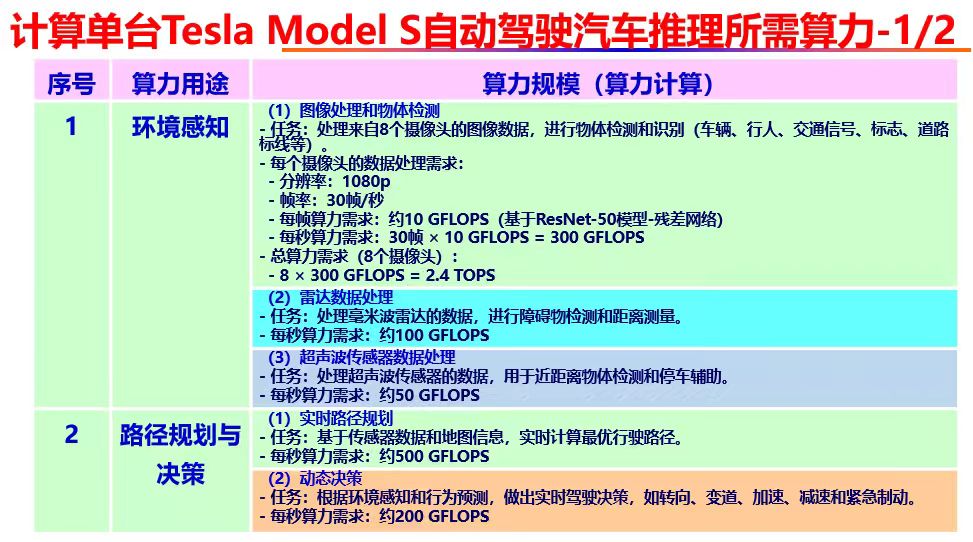 计算单台Tesla Model S自动驾驶汽车推理所需算力-1/2
序号 算力用途 算力规模（算力计算）
1 环境感知
（1）图像处理和物体检测
- 任务：处理来自8个摄像头的图像数据，进行物体检测和识别（车辆、行人、交通信号、标志、道路
标线等）。
- 每个摄像头的数据处理需求：
- 分辨率：1080p
- 帧率：30帧/秒
- 每帧算力需求：约10 GFLOPS（基于ResNet-50模型-残差网络)
- 每秒算力需求：30帧 × 10 GFLOPS = 300 GFLOPS
- 总算力需求（8个摄像头）：
- 8 × 300 GFLOPS = 2.4 TOPS
（2）雷达数据处理
- 任务：处理毫米波雷达的数据，进行障碍物检测和距离测量。
- 每秒算力需求：约100 GFLOPS
（3）超声波传感器数据处理
- 任务：处理超声波传感器的数据，用于近距离物体检测和停车辅助。
- 每秒算力需求：约50 GFLOPS
2 路径规划与
决策
（1）实时路径规划
- 任务：基于传感器数据和地图信息，实时计算最优行驶路径。
- 每秒算力需求：约500 GFLOPS
（2）动态决策
- 任务：根据环境感知和行为预测，做出实时驾驶决策，如转向、变道、加速、减速和紧急制动。
- 每秒算力需求：约200 GFLOPS